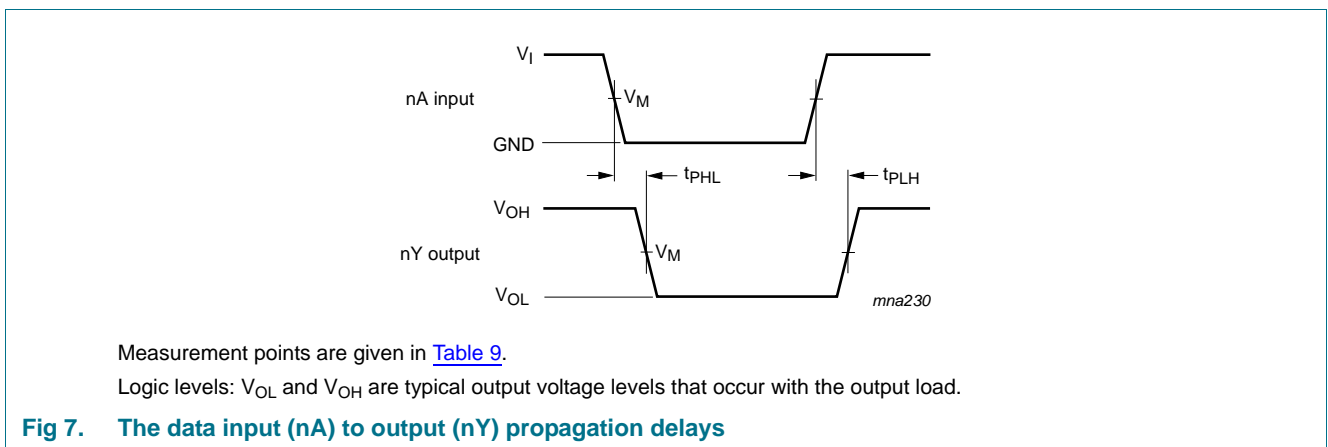 VI
nA input
VM
GND
tPHL
tPLH
VOH
nY output
VM
VOL
mna230
Measurement points are given in Table 9.
Logic levels: VOL and VOH are typical output voltage levels that occur with the output load.
Fig 7. The data input (nA) to output (nY) propagation delays